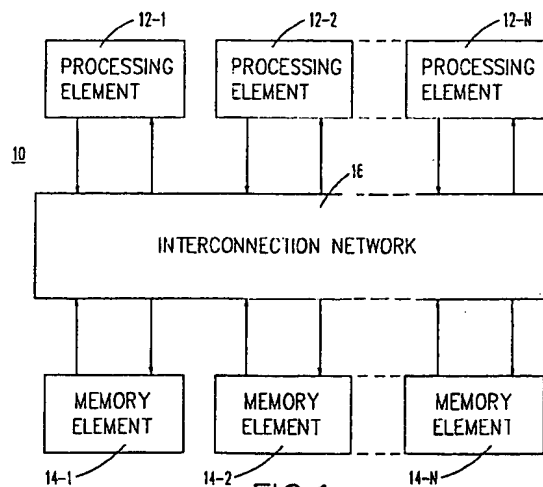 12-1 12-2 12-N
PROCESSING ELEMENT PROCESSING ELEMENT PROCESSING ELEMENT
10
16
INTERCONNECTION NETWORK
MEMORY ELEMENT MEMORY ELEMENT MEMORY ELEMENT
14-1 14-2 14-N